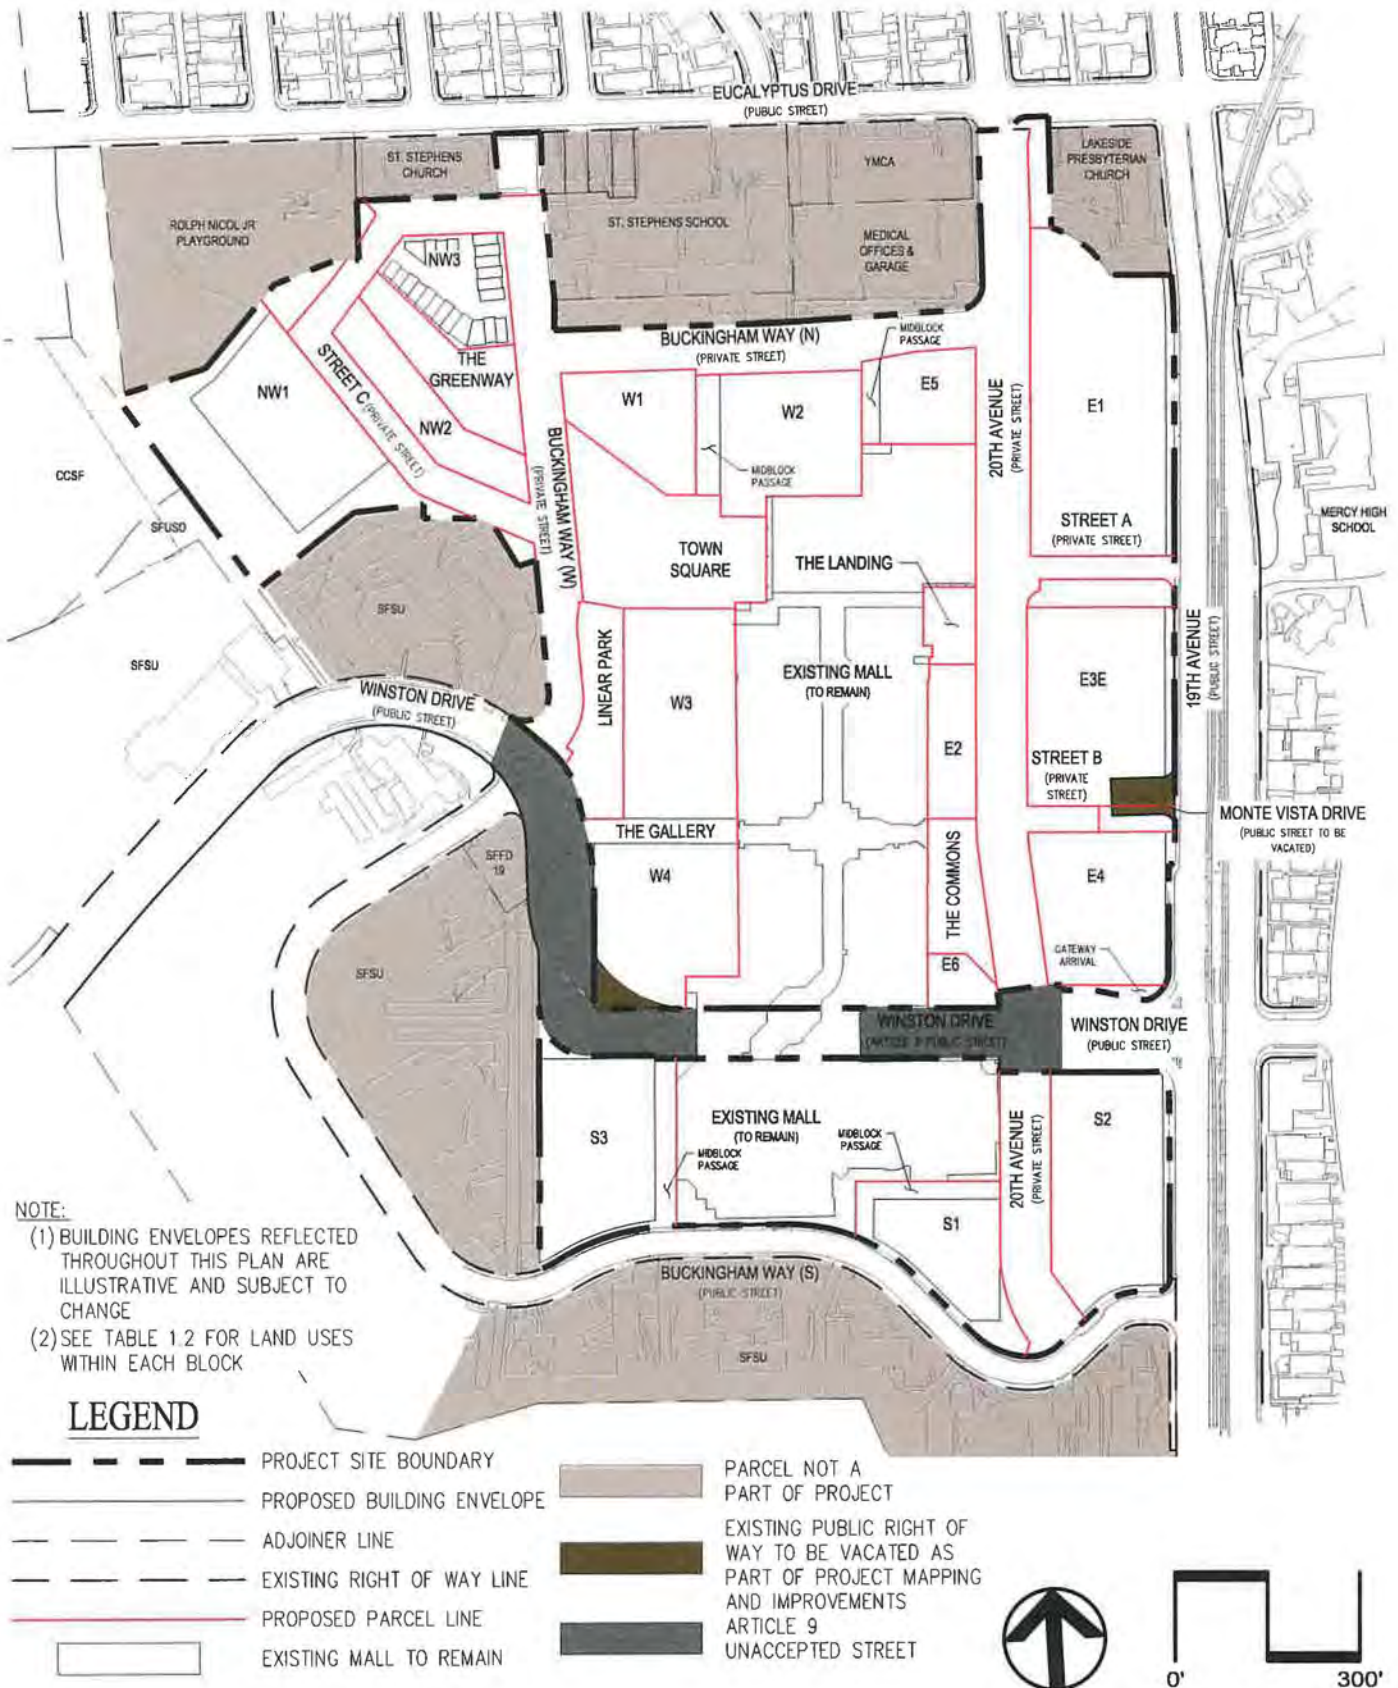 EUCALYPTUS DRIVE
(PUBLIC STREET)
ST. STEPHENS
CHURCH
ROLPH NICOL JR
PLAYGROUND
ST. STEPHENS SCHOOL
YMCA
MEDICAL
OFFICES &
GARAGE
LAKESIDE
PRESBYTERIAN
CHURCH
NW3
BUCKINGHAM WAY (N)
(PRIVATE STREET)
MIDBLOCK
PASSAGE
THE
GREENWAY
STREET C (PRIVATE STREET)
NW1
NW2
W1
W2
E5
E1
20TH AVENUE
(PRIVATE STREET)
BUCKINGHAM WAY (W)
(PRIVATE STREET)
MIDBLOCK
PASSAGE
CCSF
SFUSD
MERCY HIGH
SCHOOL
STREET A
(PRIVATE STREET)
TOWN
SQUARE
THE LANDING
SFSU
SFSU
LINEAR PARK
19TH AVENUE
(PUBLIC STREET)
EXISTING MALL
(TO REMAIN)
E3E
WINSTON DRIVE
(PUBLIC STREET)
W3
E2
STREET B
(PRIVATE
STREET)
MONTE VISTA DRIVE
(PUBLIC STREET TO BE
VACATED)
THE GALLERY
SFFD
19
W4
THE COMMONS
E4
GATEWAY
ARRIVAL
SFSU
E6
WINSTON DRIVE
(ARTICLE 9 PUBLIC STREET)
WINSTON DRIVE
(PUBLIC STREET)
S3
EXISTING MALL
(TO REMAIN)
MIDBLOCK
PASSAGE
MIDBLOCK
PASSAGE
20TH AVENUE
(PRIVATE STREET)
S2
S1
BUCKINGHAM WAY (S)
(PUBLIC STREET)
SFSU
NOTE:
(1) BUILDING ENVELOPES REFLECTED
THROUGHOUT THIS PLAN ARE
ILLUSTRATIVE AND SUBJECT TO
CHANGE
(2) SEE TABLE 1.2 FOR LAND USES
WITHIN EACH BLOCK
LEGEND
PROJECT SITE BOUNDARY
PROPOSED BUILDING ENVELOPE
ADJOINER LINE
EXISTING RIGHT OF WAY LINE
PROPOSED PARCEL LINE
EXISTING MALL TO REMAIN
PARCEL NOT A
PART OF PROJECT
EXISTING PUBLIC RIGHT OF
WAY TO BE VACATED AS
PART OF PROJECT MAPPING
AND IMPROVEMENTS
ARTICLE 9
UNACCEPTED STREET
0' 300'